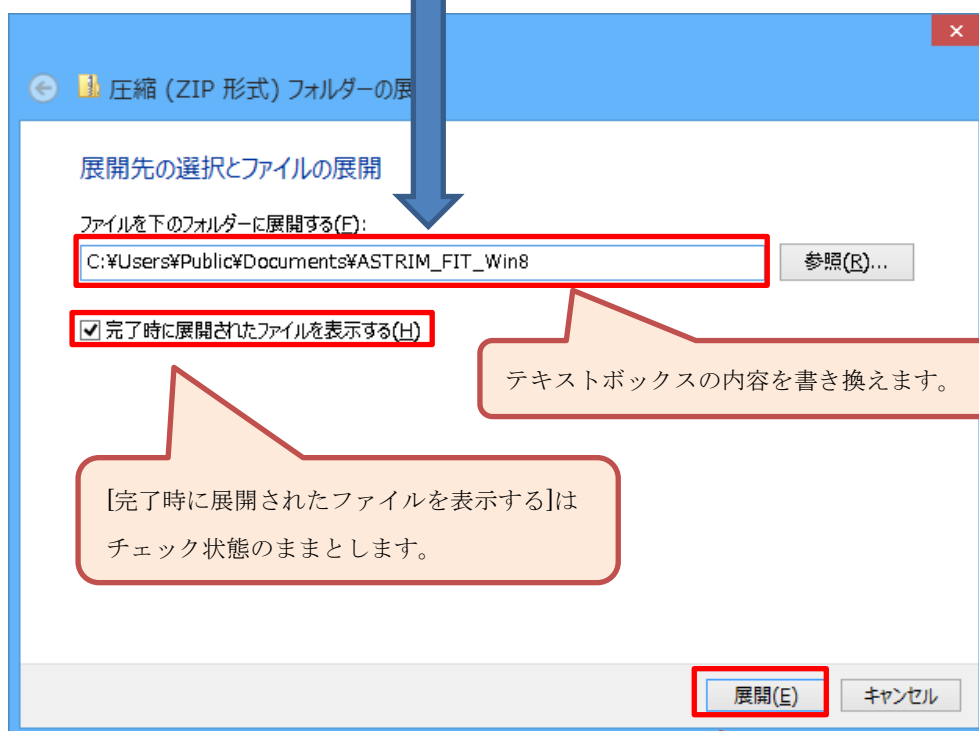 圧縮 (ZIP 形式) フォルダーの展
展開先の選択とファイルの展開
ファイルを下のフォルダーに展開する(F):
C:¥Users¥Public¥Documents¥ASTRIM_FIT_Win8
参照(R)...
完了時に展開されたファイルを表示する(H)
テキストボックスの内容を書き換えます。
[完了時に展開されたファイルを表示する]は
チェック状態のままとします。
展開(E)
キャンセル